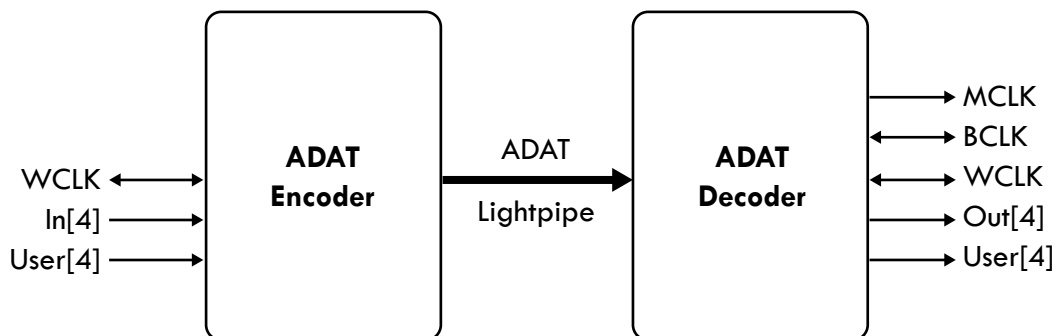 WCLK
In[4]
User[4]
ADAT
Encoder
ADAT
Lightpipe
ADAT
Decoder
MCLK
BCLK
WCLK
Out[4]
User[4]